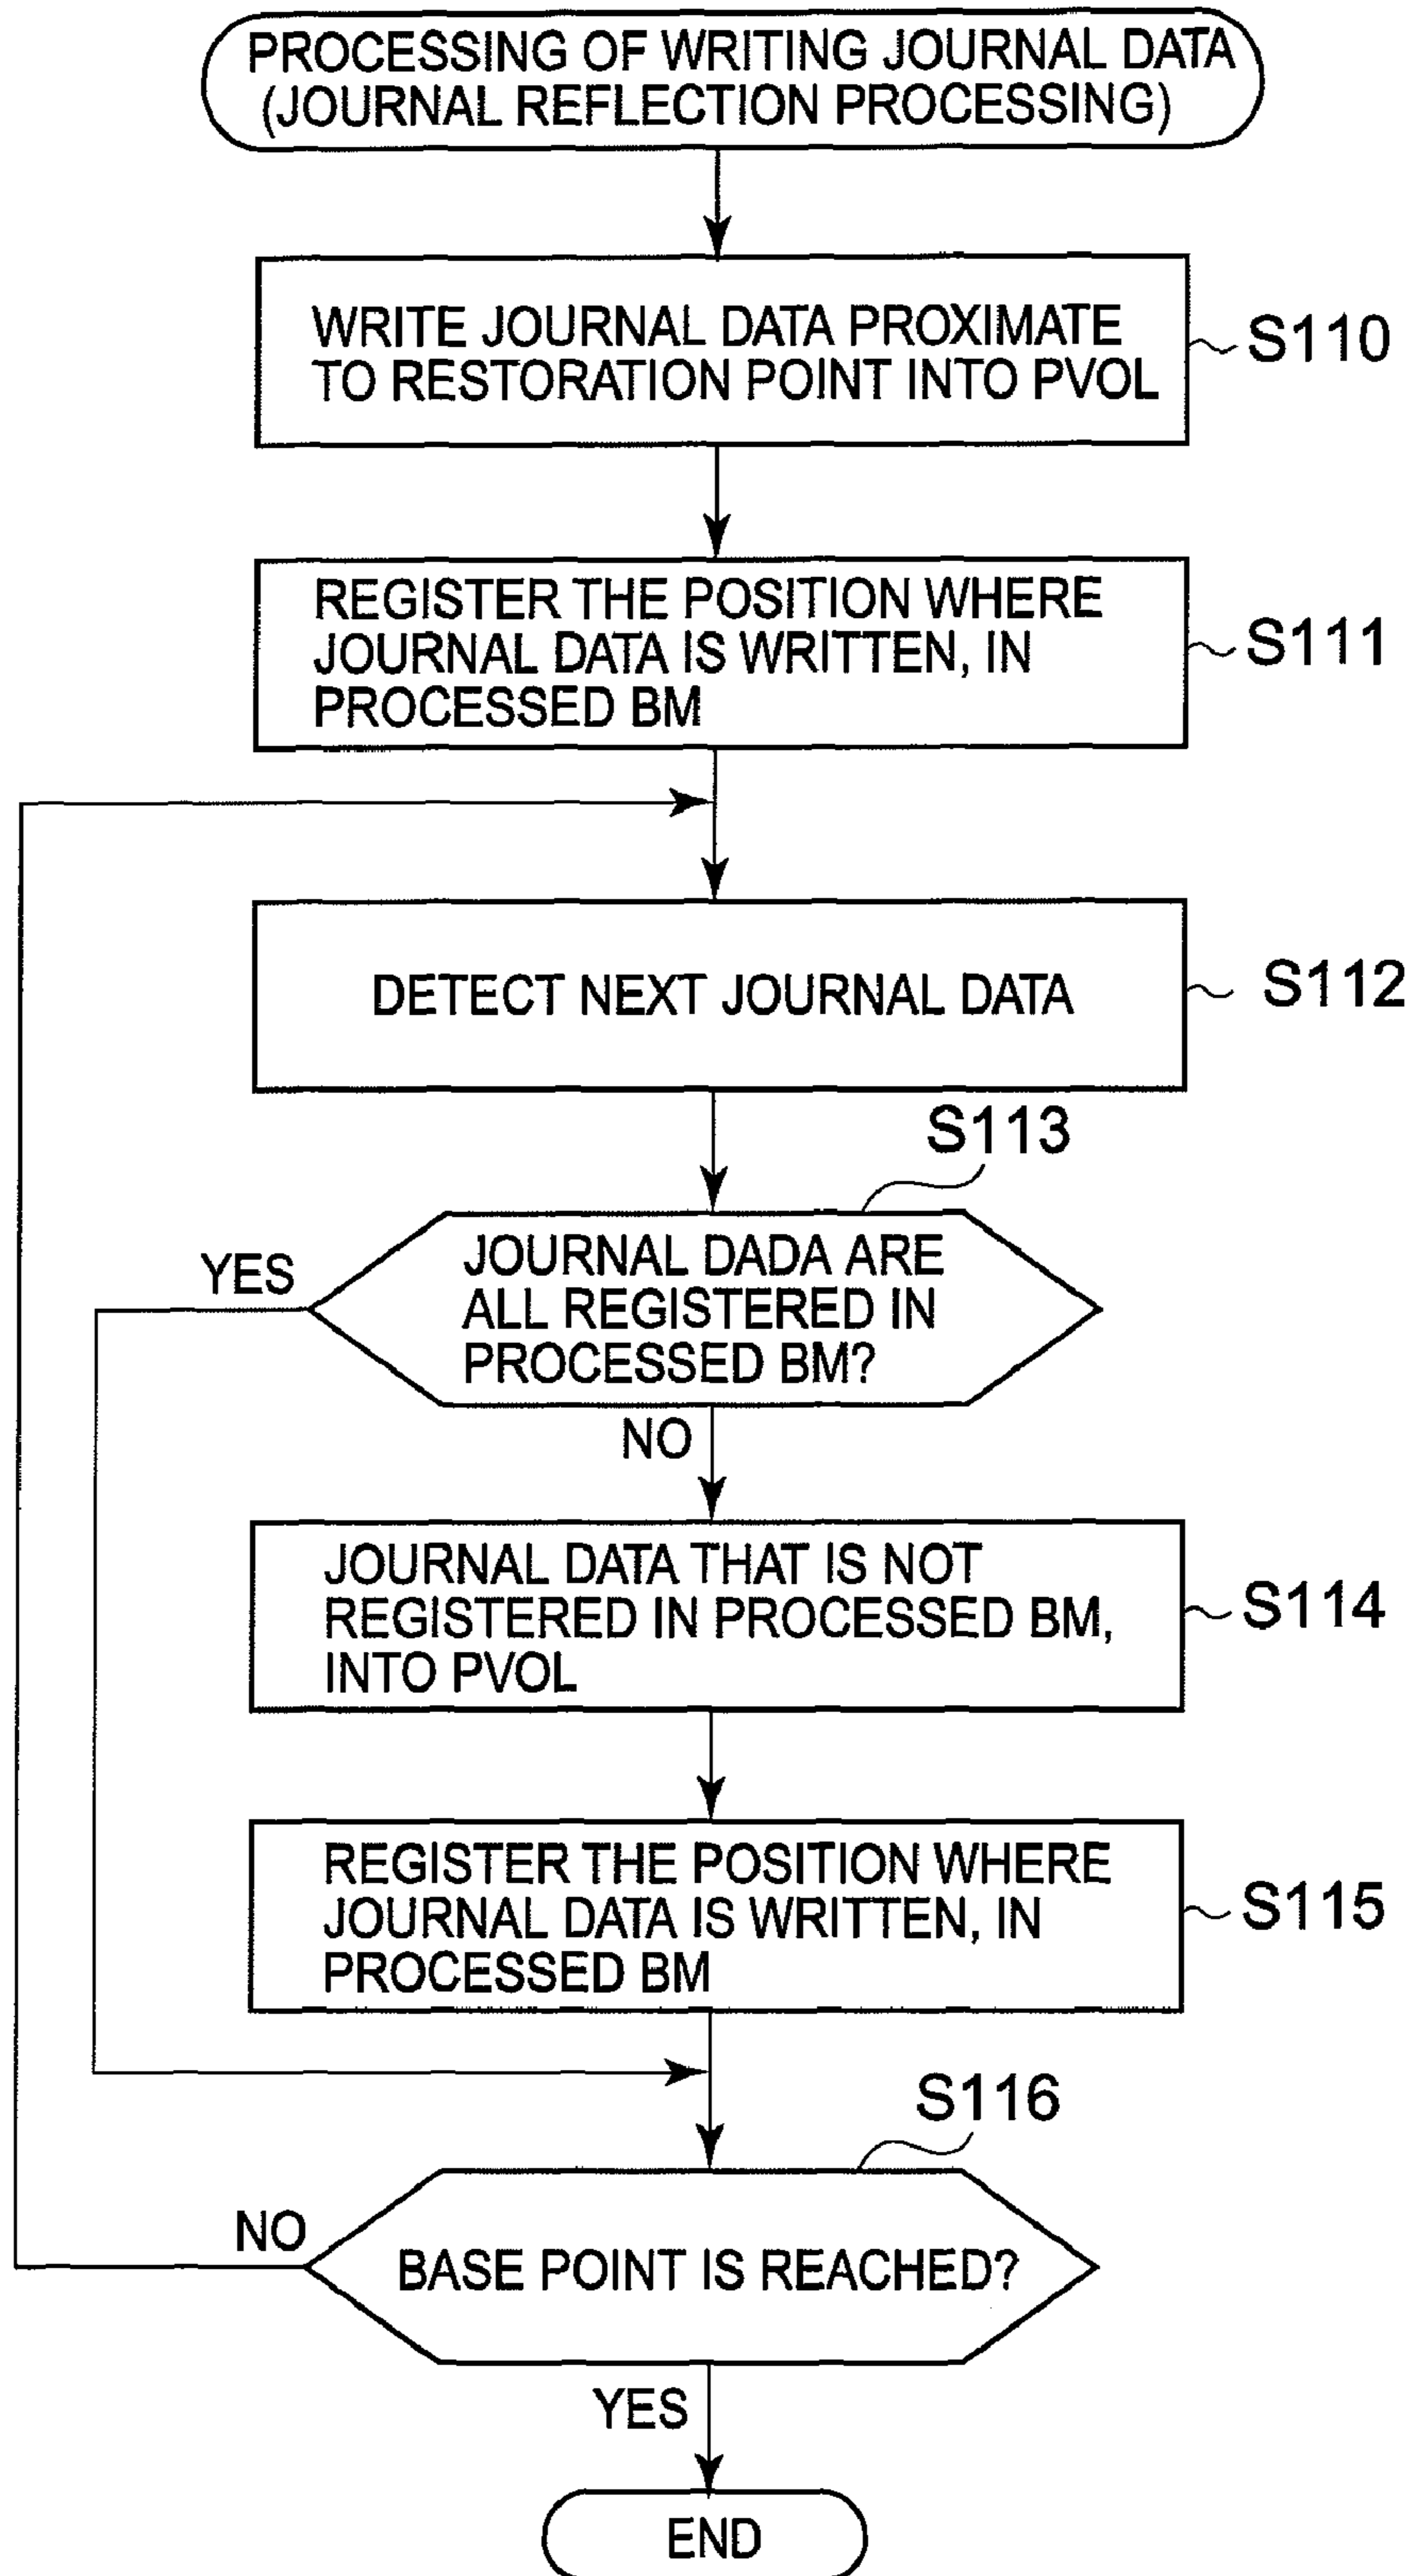 PROCESSING OF WRITING JOURNAL DATA
(JOURNAL REFLECTION PROCESSING)
WRITE JOURNAL DATA PROXIMATE
TO RESTORATION POINT INTO PVOL
S110
REGISTER THE POSITION WHERE
JOURNAL DATA IS WRITTEN, IN
PROCESSED BM
S111
DETECT NEXT JOURNAL DATA
S112
S113
YES
JOURNAL DADA ARE
ALL REGISTERED IN
PROCESSED BM?
NO
JOURNAL DATA THAT IS NOT
REGISTERED IN PROCESSED BM,
INTO PVOL
S114
REGISTER THE POSITION WHERE
JOURNAL DATA IS WRITTEN, IN
PROCESSED BM
S115
S116
NO
BASE POINT IS REACHED?
YES
END